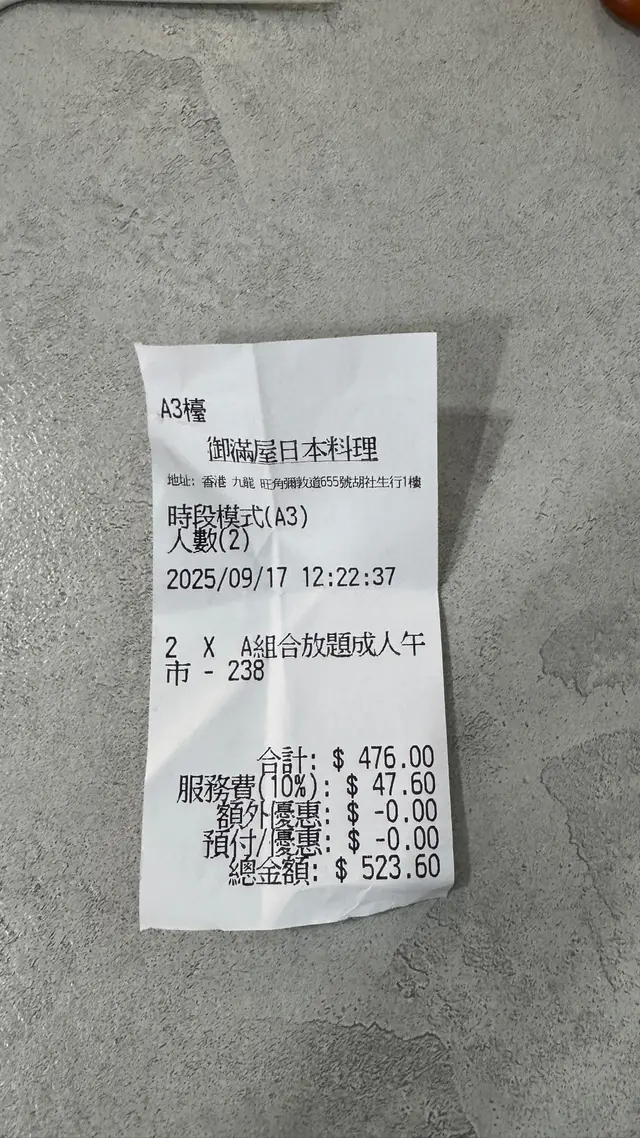 A3檯
御滿屋日本料理
地址: 香港 九龍 旺角彌敦道655號胡社生行1樓
時段模式(A3)
人數(2)
2025/09/17 12:22:37
2 X A組合放題成人午
市 - 238
合計: $ 476.00
服務費(10%): $ 47.60
額外優惠: $ -0.00
預付/優惠: $ -0.00
總金額: $ 523.60